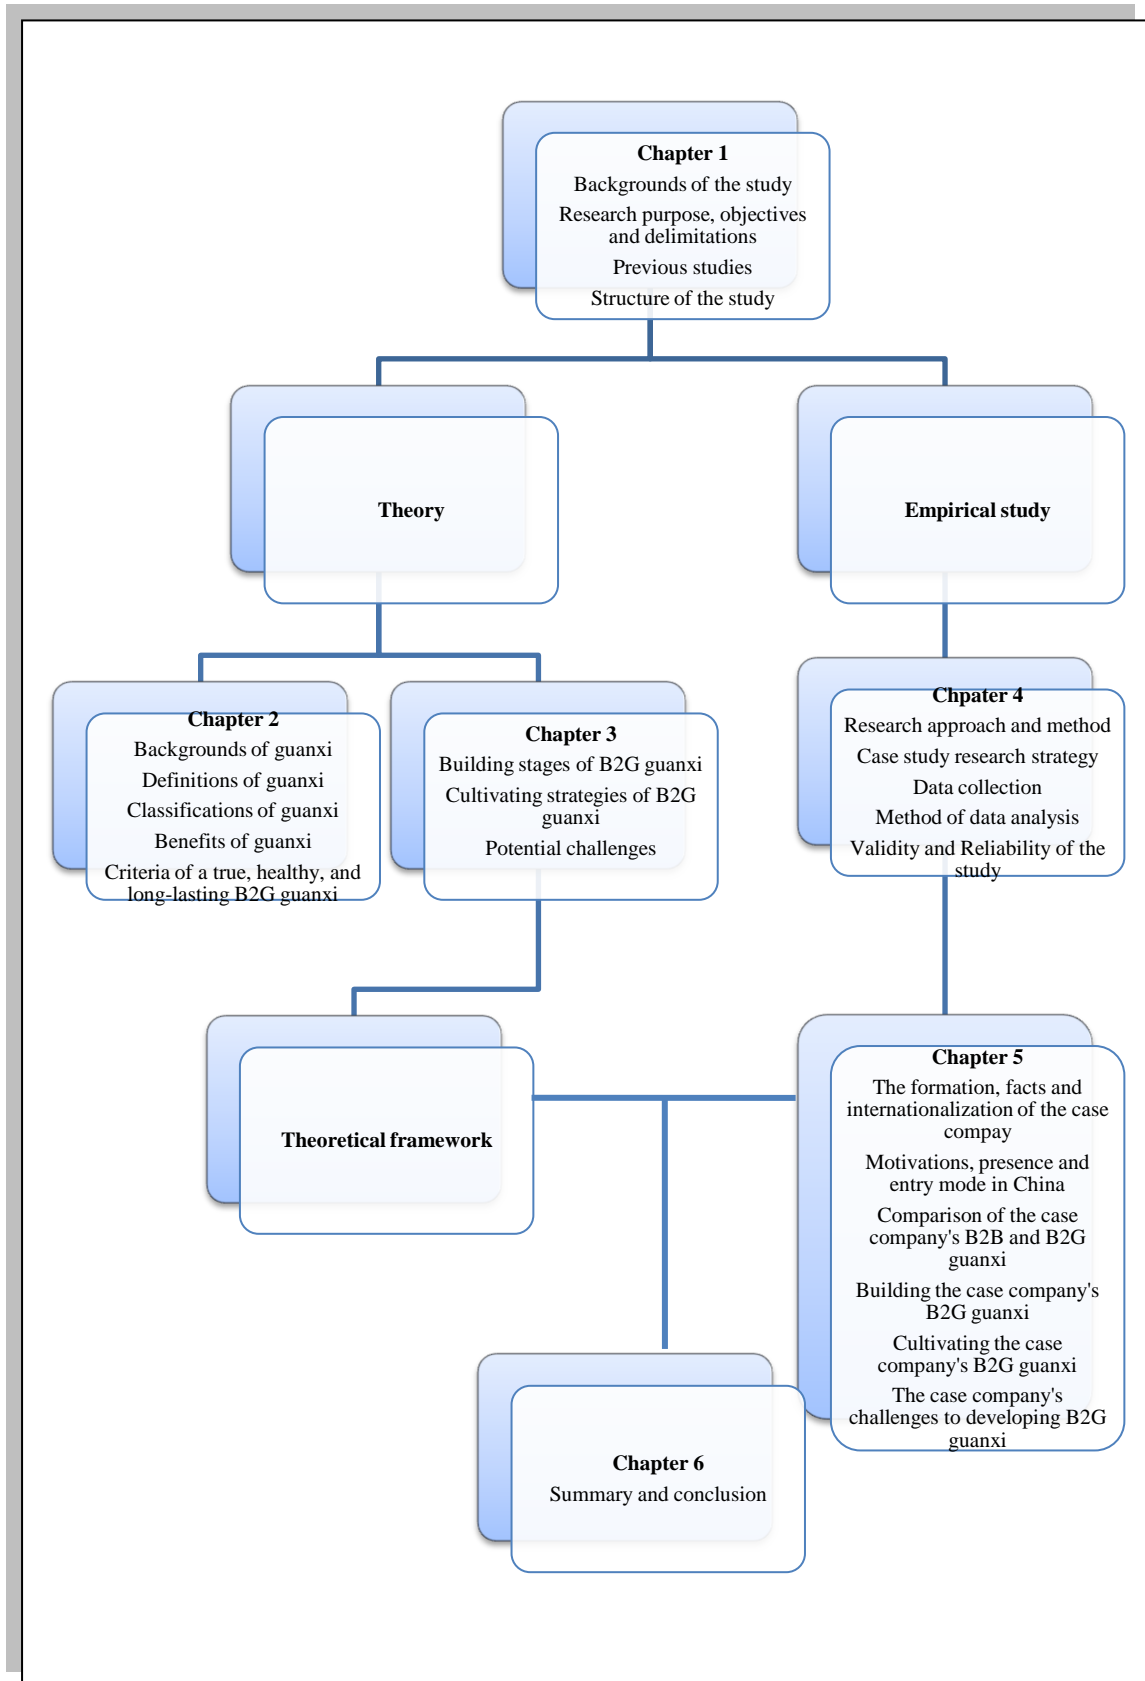 Chapter 1
Backgrounds of the study
Research purpose, objectives
and delimitations
Previous studies
Structure of the study
Theory
Empirical study
Chapter 2
Backgrounds of guanxi
Definitions of guanxi
Classifications of guanxi
Benefits of guanxi
Criteria of a true, healthy, and
long-lasting B2G guanxi
Chapter 3
Building stages of B2G guanxi
Cultivating strategies of B2G
guanxi
Potential challenges
Chpater 4
Research approach and method
Case study research strategy
Data collection
Method of data analysis
Validity and Reliability of the
study
Theoretical framework
Chapter 5
The formation, facts and
internationalization of the case
compay
Motivations, presence and
entry mode in China
Comparison of the case
company's B2B and B2G
guanxi
Building the case company's
B2G guanxi
Cultivating the case
company's B2G guanxi
The case company's
challenges to developing B2G
guanxi
Chapter 6
Summary and conclusion